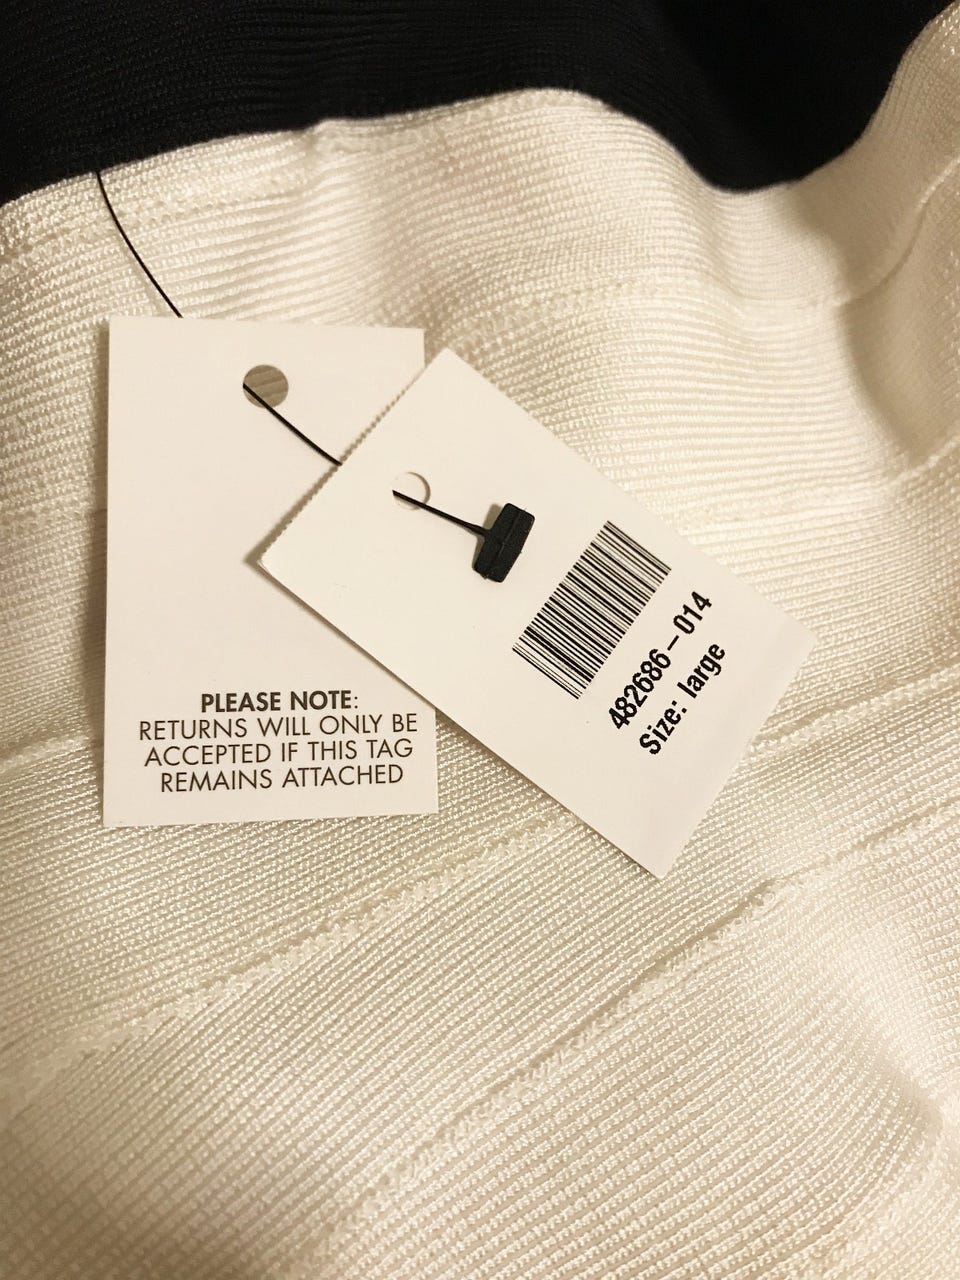 PLEASE NOTE:
RETURNS WILL ONLY BE
ACCEPTED IF THIS TAG
REMAINS ATTACHED
482686-014
Size: large